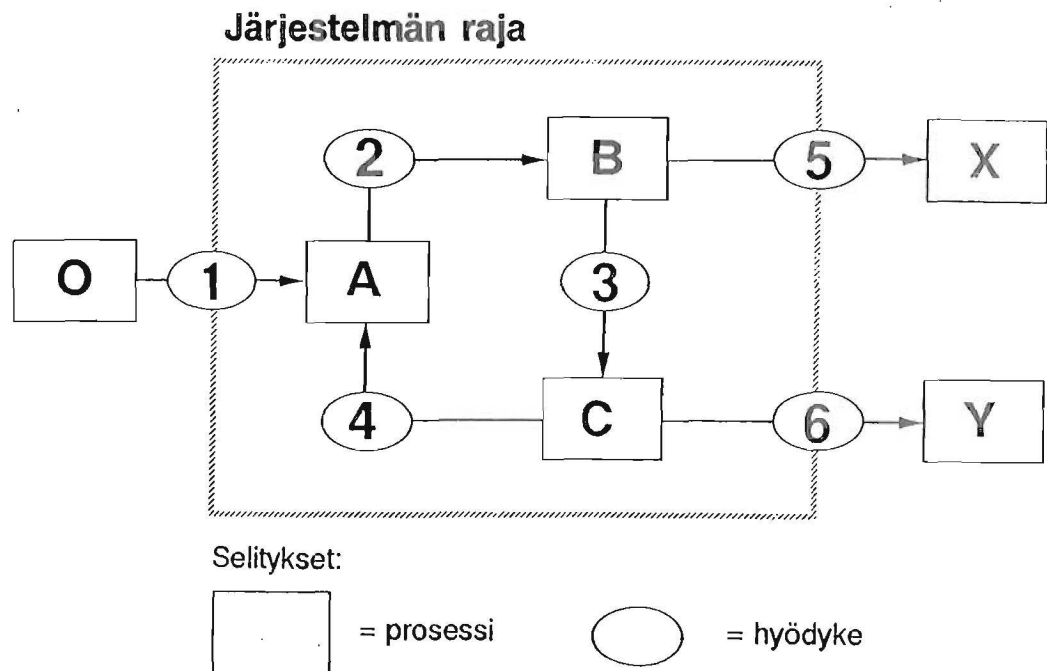 Järjestelmän raja
2 B 5 X
O 1 A 3
4 C 6 Y
Selitykset:
= prosessi = hyödyke